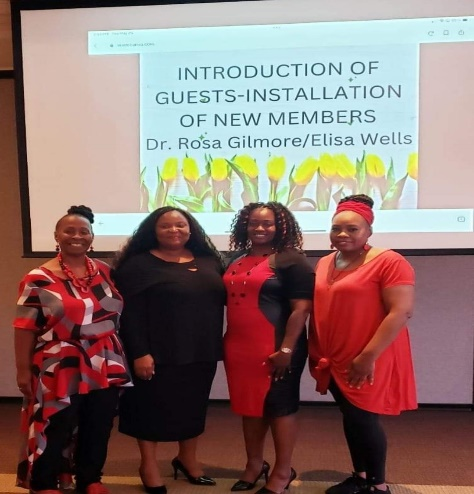 INTRODUCTION OF
GUESTS-INSTALLATION
OF NEW MEMBERS
Dr. Rosa Gilmore/Elisa Wells